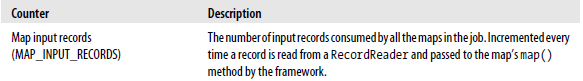 Counter Description
Map input records The number of input records consumed by all the maps in the job. Incremented every
(MAP_INPUT_RECORDS) time a record is read from a RecordReader and passed to the map's map()
method by the framework.